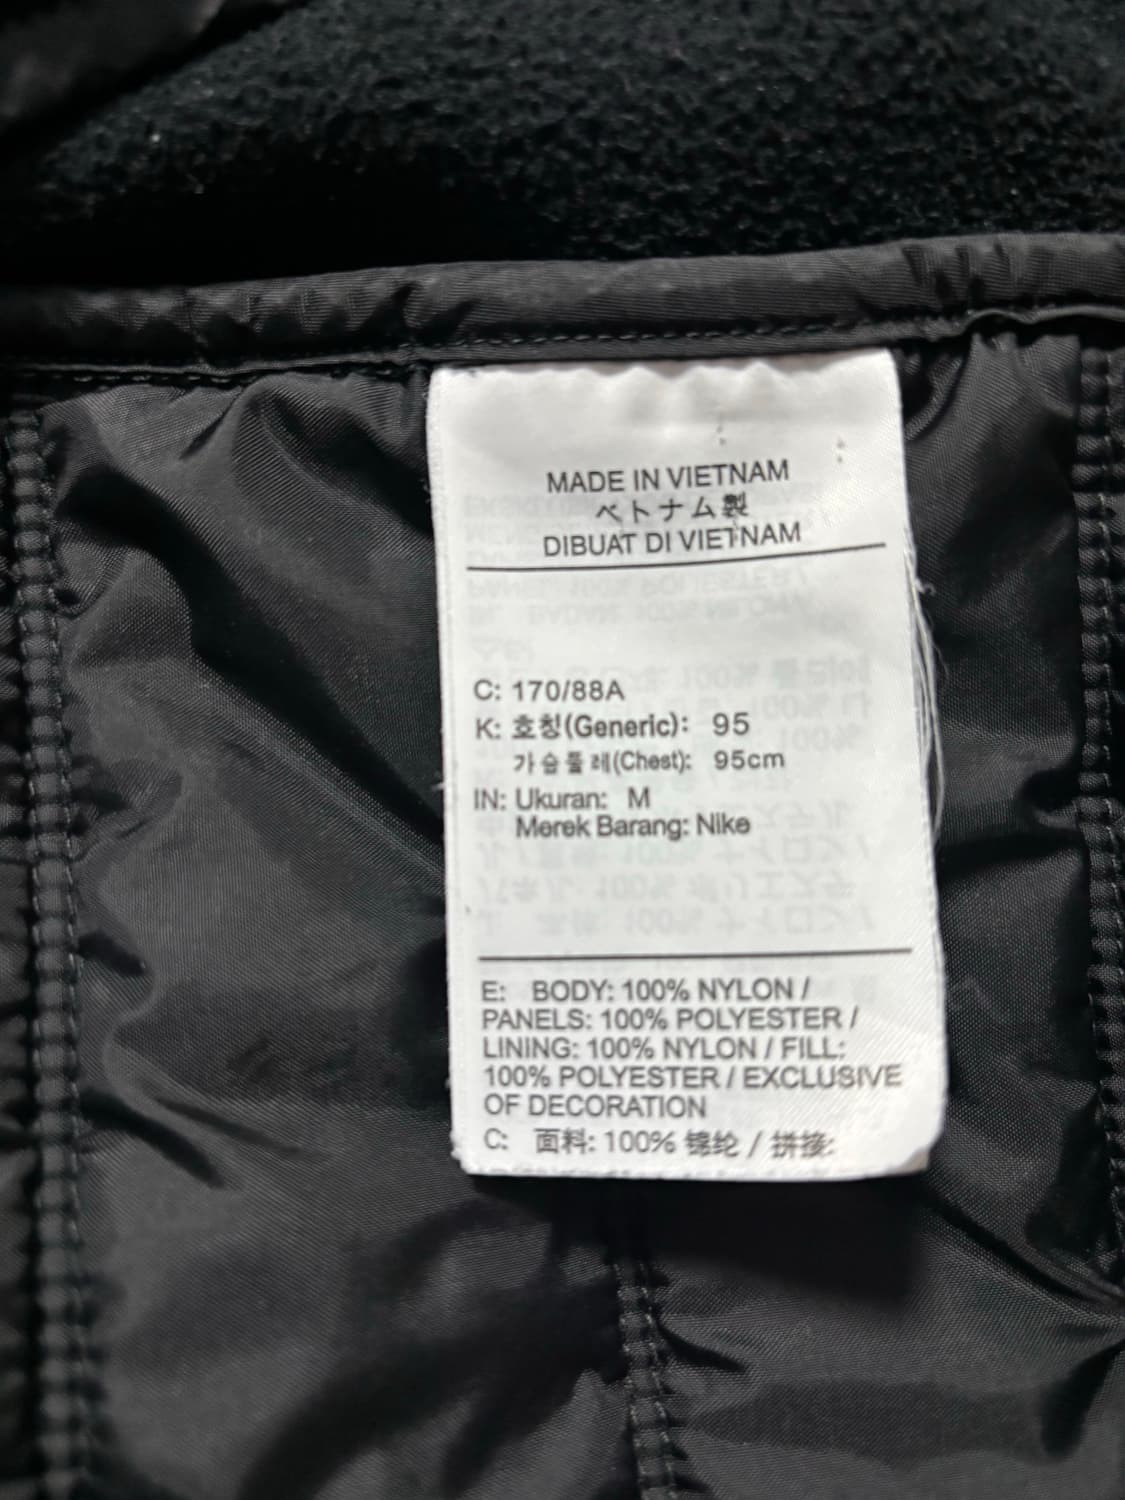 MADE IN VIETNAM
ベトナム製
DIBUAT DI VIETNAM
C: 170/88A
K: 호칭(Generic): 95
가슴둘레(Chest): 95cm
IN: Ukuran: M
Merek Barang: Nike
E: BODY: 100% NYLON /
PANELS: 100% POLYESTER /
LINING: 100% NYLON / FILL:
100% POLYESTER / EXCLUSIVE
OF DECORATION
C: 面料: 100% 锦纶 / 拼接: